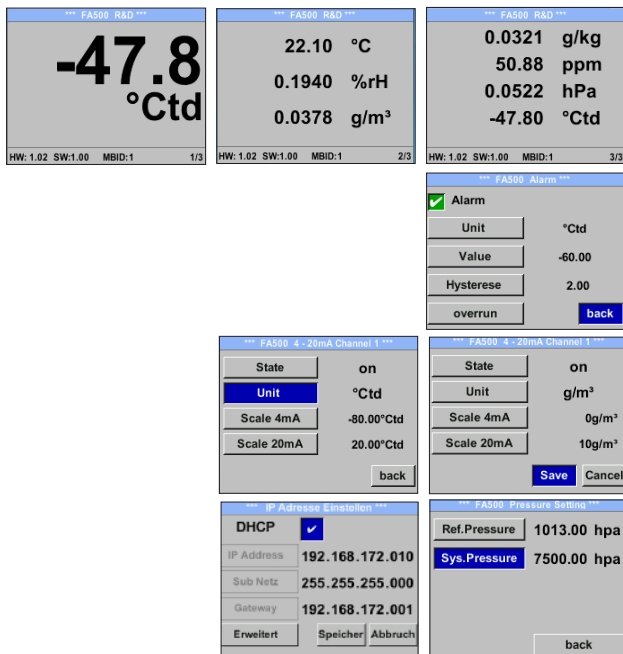 *** FA500 R&D ***
-47.8
°Ctd
HW: 1.02 SW:1.00 MBID:1 1/3
*** FA500 R&D ***
22.10 °C
0.1940 %rH
0.0378 g/m³
HW: 1.02 SW:1.00 MBID:1 2/3
*** FA500 R&D ***
0.0321 g/kg
50.88 ppm
0.0522 hPa
-47.80 °Ctd
HW: 1.02 SW:1.00 MBID:1 3/3
*** FA500 Alarm ***
Alarm
Unit °Ctd
Value -60.00
Hysterese 2.00
overrun back
*** FA500 4 - 20mA Channel 1 ***
State on
Unit °Ctd
Scale 4mA -80.00°Ctd
Scale 20mA 20.00°Ctd
back
*** FA500 4 - 20mA Channel 1 ***
State on
Unit g/m³
Scale 4mA 0g/m³
Scale 20mA 10g/m³
Save Cancel
*** IP Adresse Einstellen ***
DHCP
IP Address 192.168.172.010
Sub Netz 255.255.255.000
Gateway 192.168.172.001
Erweitert Speicher Abbruch
*** FA500 Pressure Setting ***
Ref.Pressure 1013.00 hpa
Sys.Pressure 7500.00 hpa
back